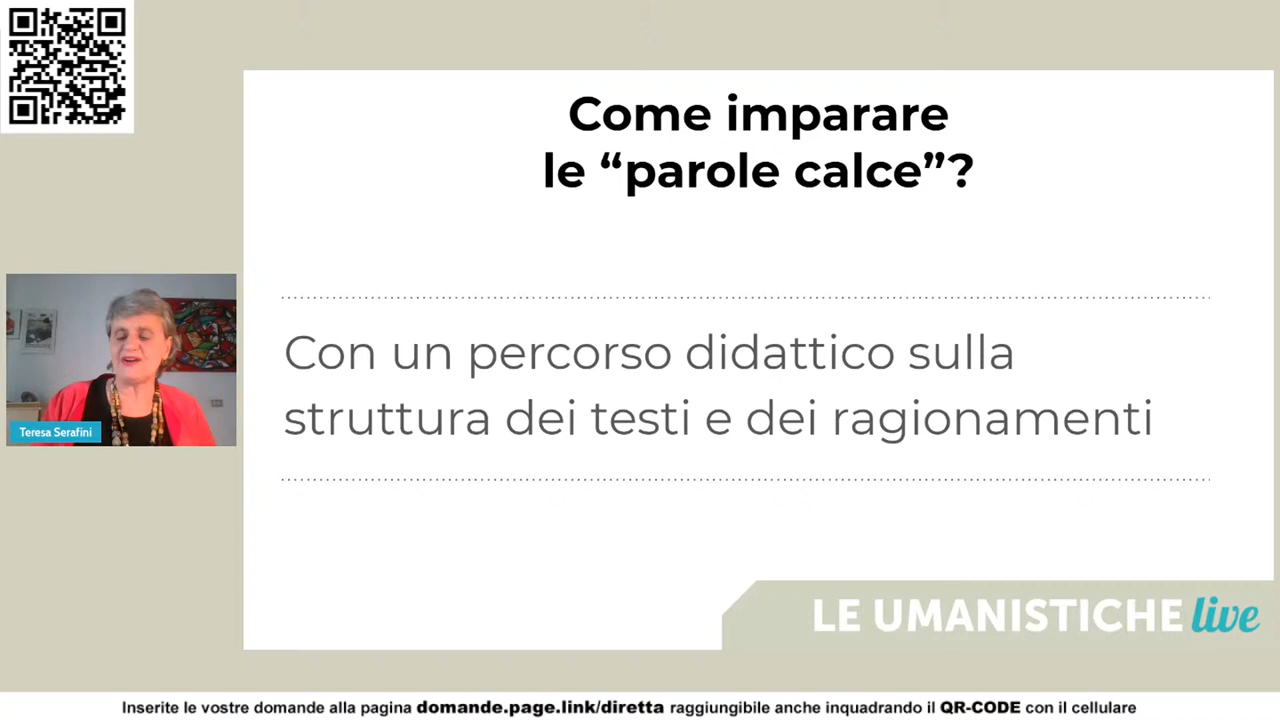 Come imparare
le “parole calce”?
Con un percorso didattico sulla
struttura dei testi e dei ragionamenti
Teresa Serafini
LE UMANISTICHE live
Inserite le vostre domande alla pagina domande.page.link/diretta raggiungibile anche inquadrando il QR-CODE con il cellulare